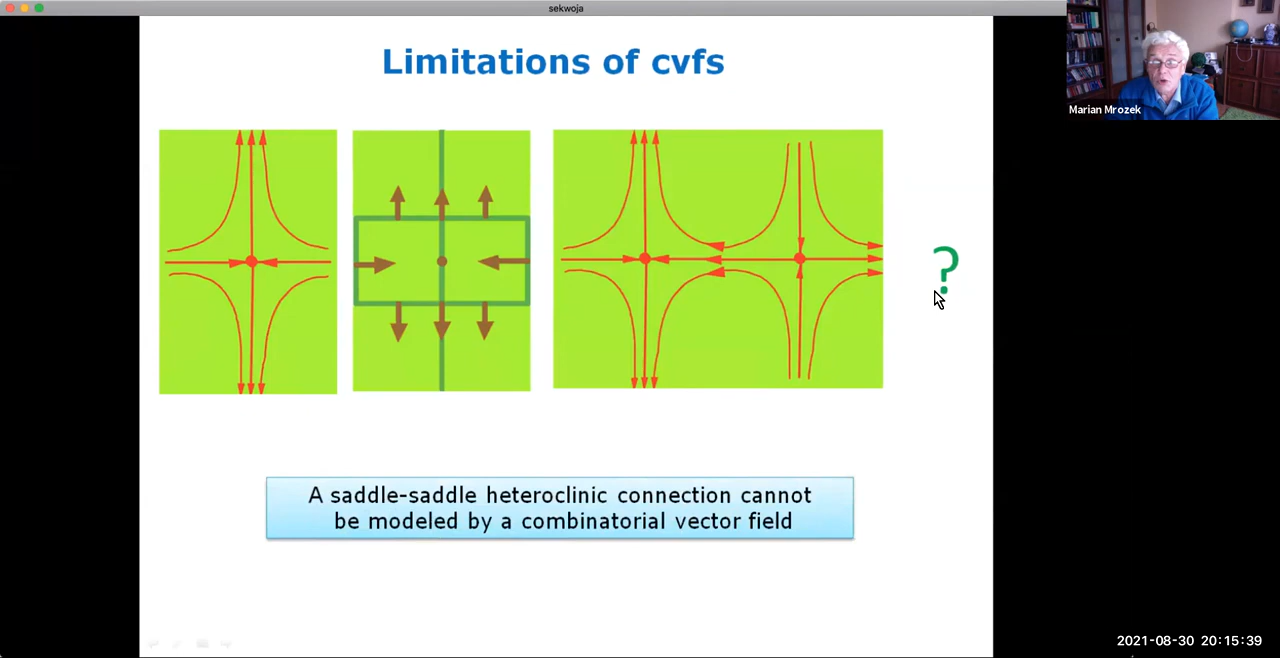 sekwoja
Limitations of cvfs
Marian Mrozek
?
A saddle-saddle heteroclinic connection cannot
be modeled by a combinatorial vector field
2021-08-30 20:15:39